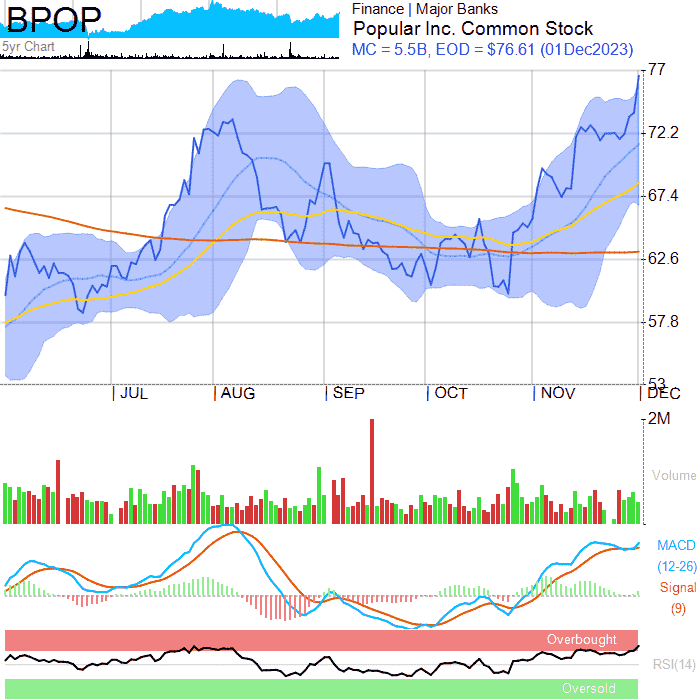 BPOP
5yr Chart
Finance | Major Banks
Popular Inc. Common Stock
MC = 5.5B, EOD = $76.61 (01Dec2023)
77
72.2
67.4
62.6
57.8
53
JUL AUG SEP OCT NOV DEC
2M
Volume
MACD
(12-26)
Signal
(9)
Overbought
RSI(14)
Oversold